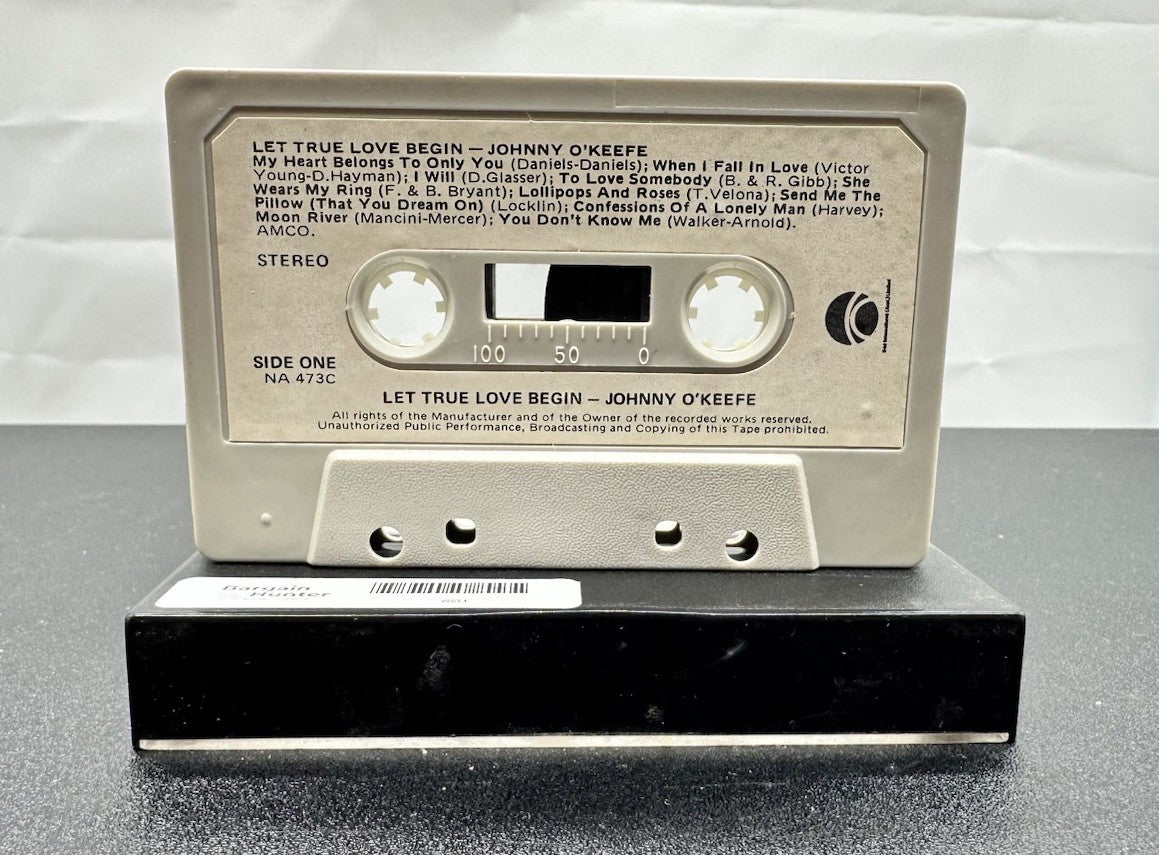 LET TRUE LOVE BEGIN — JOHNNY O'KEEFE
My Heart Belongs To Only You (Daniels-Daniels); When I Fall In Love (Victor
Young-D.Hayman); I Will (D.Glasser); To Love Somebody (B. & R. Gibb); She
Wears My Ring (F. & B. Bryant); Lollipops And Roses (T.Velona); Send Me The
Pillow (That You Dream On) (Locklin); Confessions Of A Lonely Man (Harvey);
Moon River (Mancini-Mercer); You Don't Know Me (Walker-Arnold).
AMCO.
STEREO
100 50 0
SIDE ONE
NA 473C
LET TRUE LOVE BEGIN — JOHNNY O'KEEFE
All rights of the Manufacturer and of the Owner of the recorded works reserved.
Unauthorized Public Performance, Broadcasting and Copying of this Tape prohibited.
Bargain
Hunter